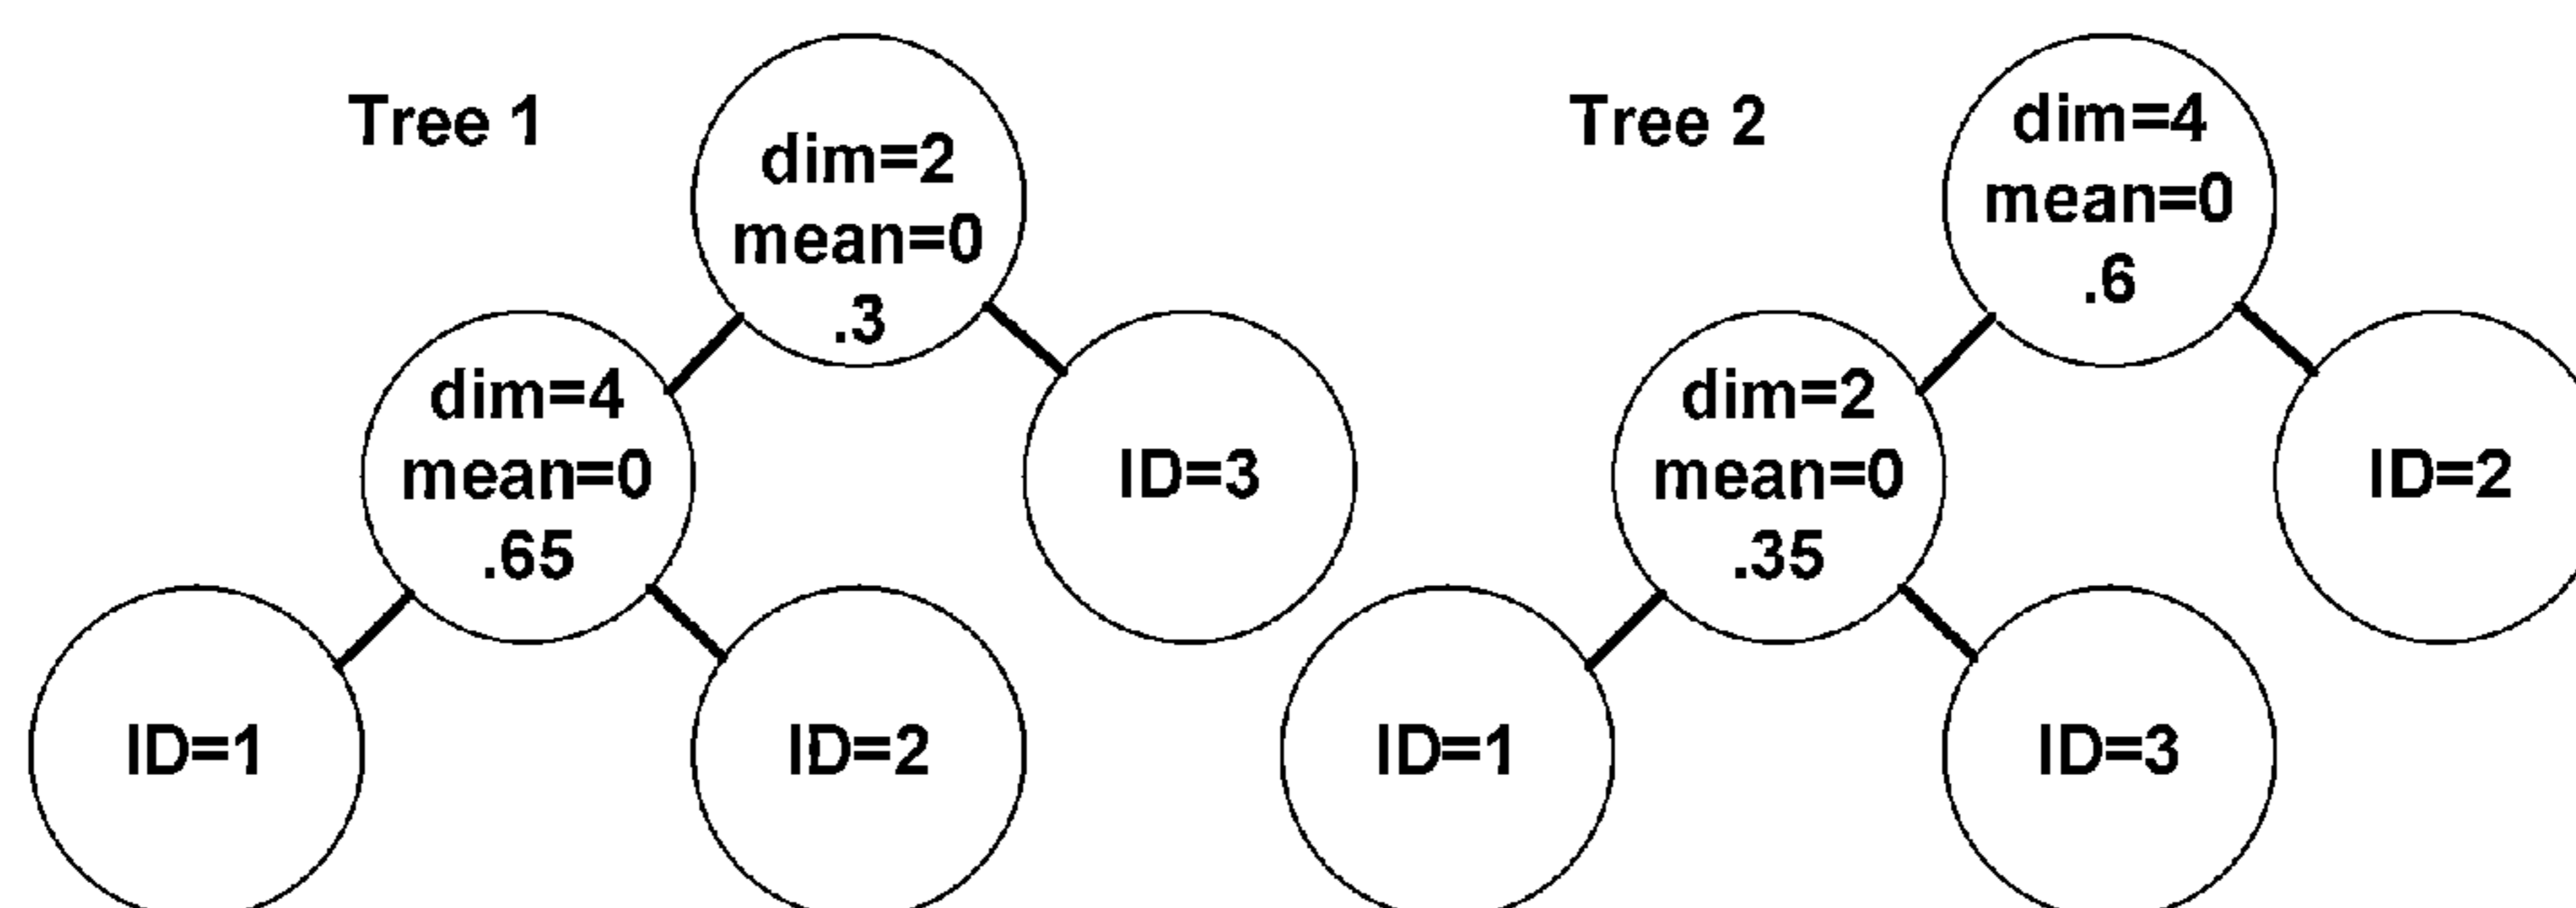 Tree 1
dim=2
mean=0
.3
dim=4
mean=0
.65
ID=3
ID=1
ID=2
Tree 2
dim=4
mean=0
.6
dim=2
mean=0
.35
ID=2
ID=1
ID=3